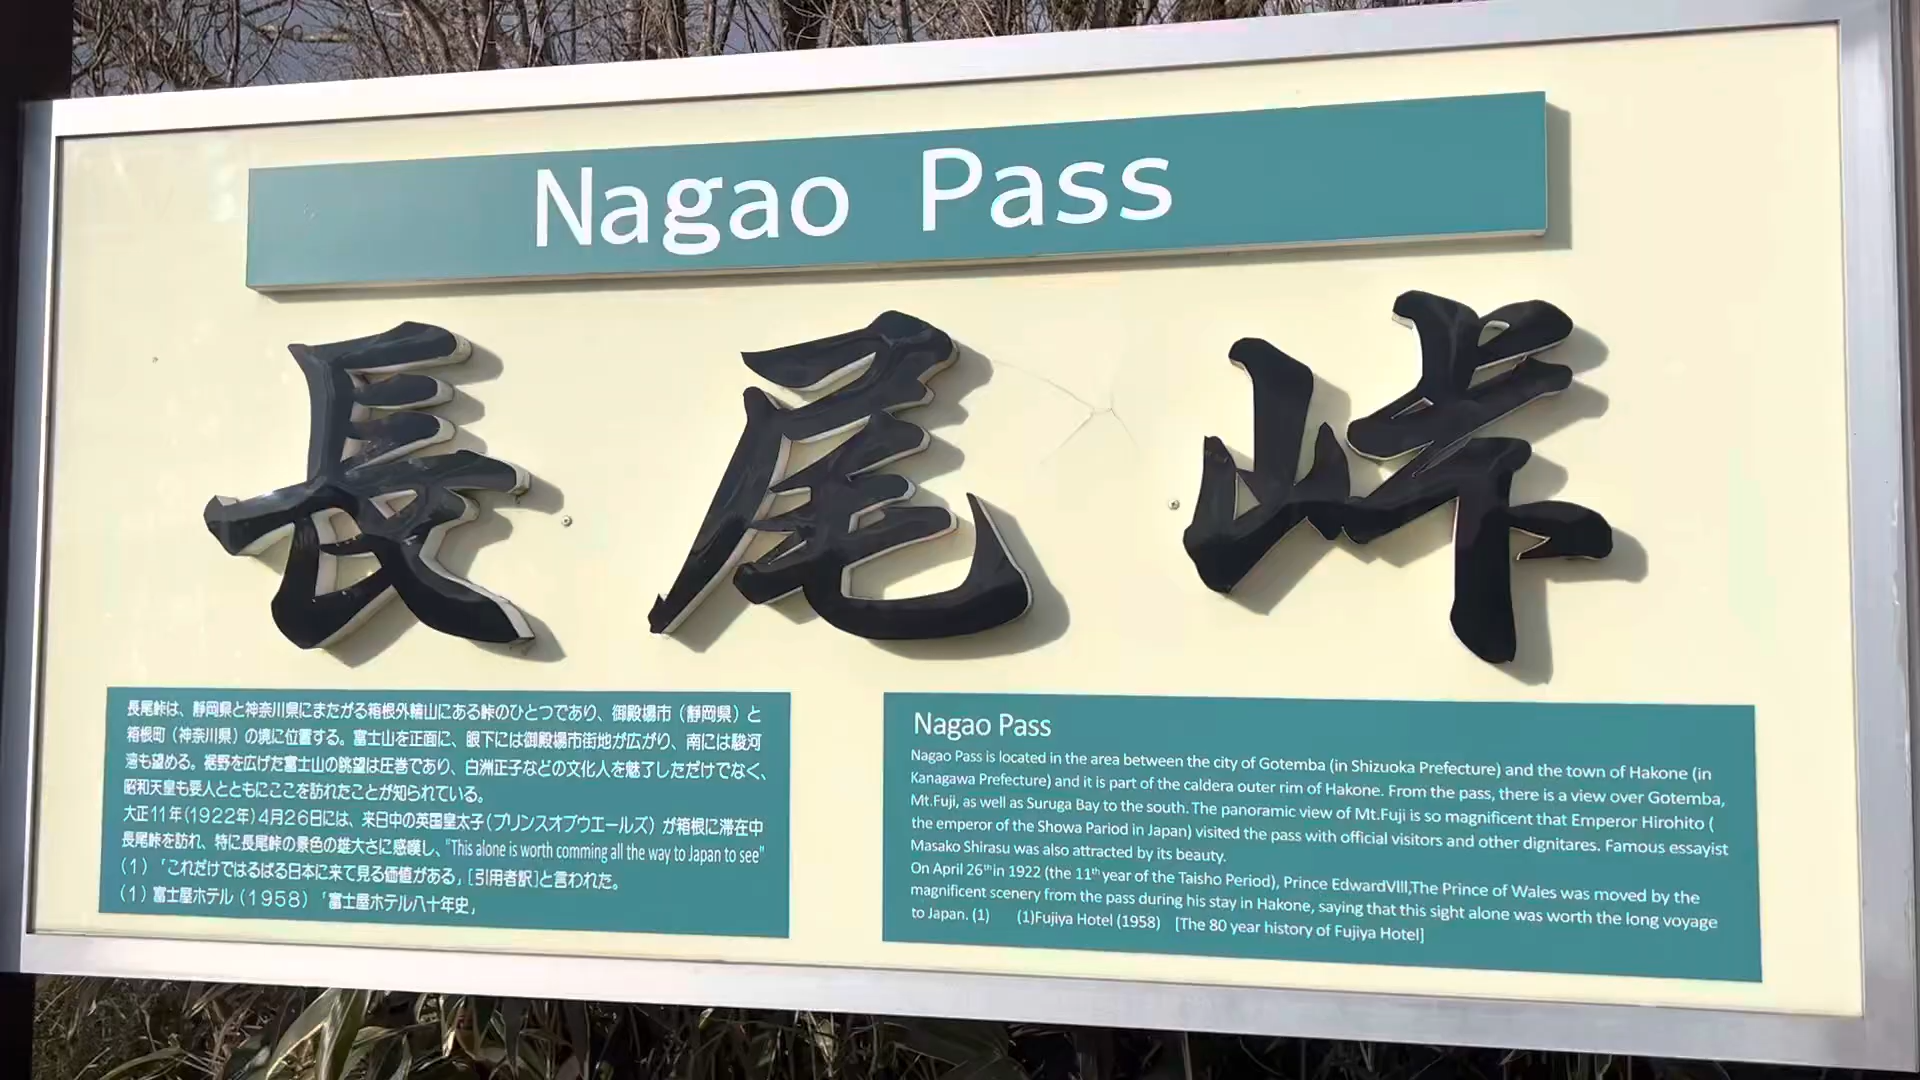 Nagao Pass
長尾峠
長尾峠は、静岡県と神奈川県にまたがる箱根外輪山にある峠のひとつであり、御殿場市（静岡県）と
箱根町（神奈川県）の境に位置する。富士山を正面に、眼下には御殿場市街地が広がり、南には駿河
湾も望める。裾野を広げた富士山の眺望は圧巻であり、白洲正子などの文化人を魅了しただけでなく、
昭和天皇も要人とともにここを訪れたことが知られている。
大正11年(1922年)4月26日には、来日中の英国皇太子(プリンスオブウエールズ）が箱根に滞在中
長尾峠を訪れ、特に長尾峠の景色の雄大さに感嘆し、"This alone is worth comming all the way to Japan to see"
(１)「これだけではるばる日本に来て見る価値がある」[引用者訳]と言われた。
(１) 富士屋ホテル（１９５８）「富士屋ホテル八十年史」
Nagao Pass
Nagao Pass is located in the area between the city of Gotemba (in Shizuoka Prefecture) and the town of Hakone (in
Kanagawa Prefecture) and it is part of the caldera outer rim of Hakone. From the pass, there is a view over Gotemba,
Mt.Fuji, as well as Suruga Bay to the south. The panoramic view of Mt.Fuji is so magnificent that Emperor Hirohito (
the emperor of the Showa Pariod in Japan) visited the pass with official visitors and other dignitares. Famous essayist
Masako Shirasu was also attracted by its beauty.
On April 26th in 1922 (the 11th year of the Taisho Period), Prince EdwardVIII,The Prince of Wales was moved by the
magnificent scenery from the pass during his stay in Hakone, saying that this sight alone was worth the long voyage
to Japan. (1) (1)Fujiya Hotel (1958) [The 80 year history of Fujiya Hotel]